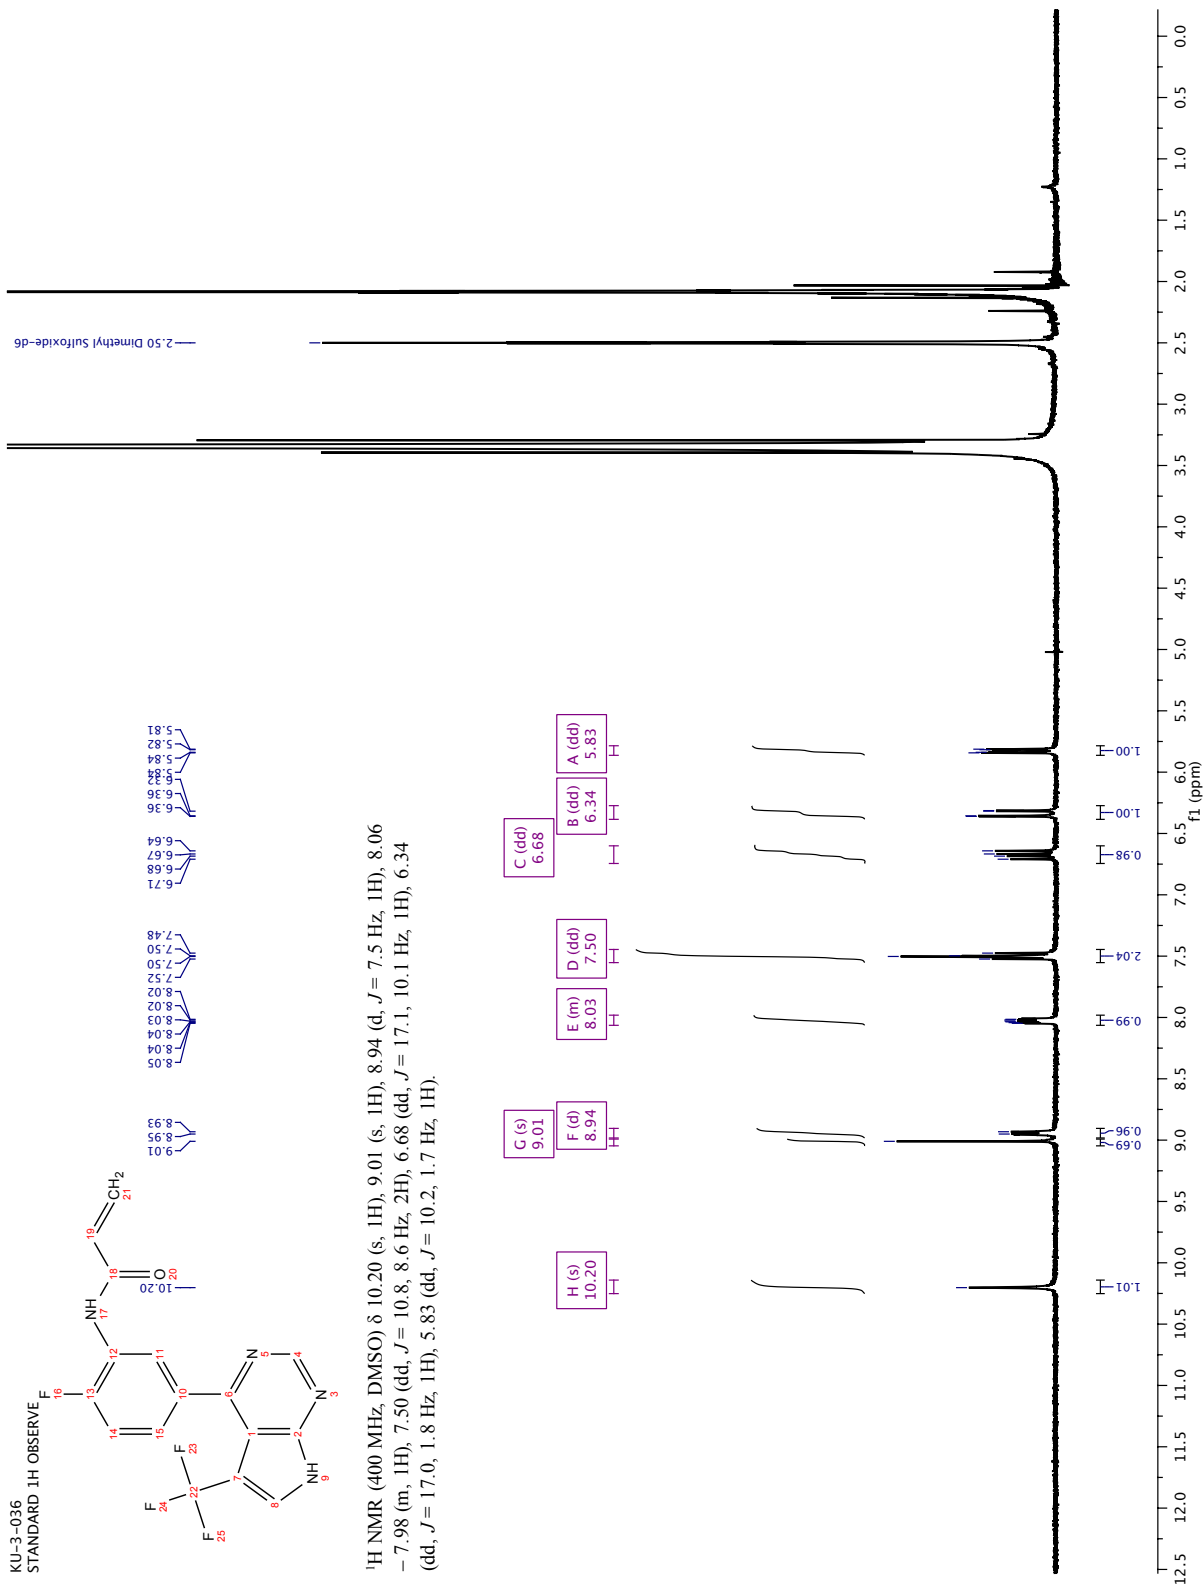 KU-3-036
STANDARD 1H OBSERVE
F
16
13
12
11
14
15
10
NH
17
18
O
20
19
CH2
21
6
N
5
4
N
3
2
1
7
8
NH
9
22
F
23
F
24
F
25
10.20
9.01
8.95
8.93
8.05
8.04
8.04
8.03
8.02
8.02
7.52
7.50
7.50
7.48
6.71
6.68
6.67
6.64
6.36
6.36
6.32
5.84
5.84
5.82
5.81
2.50 Dimethyl Sulfoxide-d6
¹H NMR (400 MHz, DMSO) δ 10.20 (s, 1H), 9.01 (s, 1H), 8.94 (d, J = 7.5 Hz, 1H), 8.06
– 7.98 (m, 1H), 7.50 (dd, J = 10.8, 8.6 Hz, 2H), 6.68 (dd, J = 17.1, 10.1 Hz, 1H), 6.34
(dd, J = 17.0, 1.8 Hz, 1H), 5.83 (dd, J = 10.2, 1.7 Hz, 1H).
H (s)
10.20
G (s)
9.01
F (d)
8.94
E (m)
8.03
D (dd)
7.50
C (dd)
6.68
B (dd)
6.34
A (dd)
5.83
1.01
0.69
0.96
0.99
2.04
0.98
1.00
1.00
12.5 12.0 11.5 11.0 10.5 10.0 9.5 9.0 8.5 8.0 7.5 7.0 6.5 6.0 5.5 5.0 4.5 4.0 3.5 3.0 2.5 2.0 1.5 1.0 0.5 0.0
f1 (ppm)